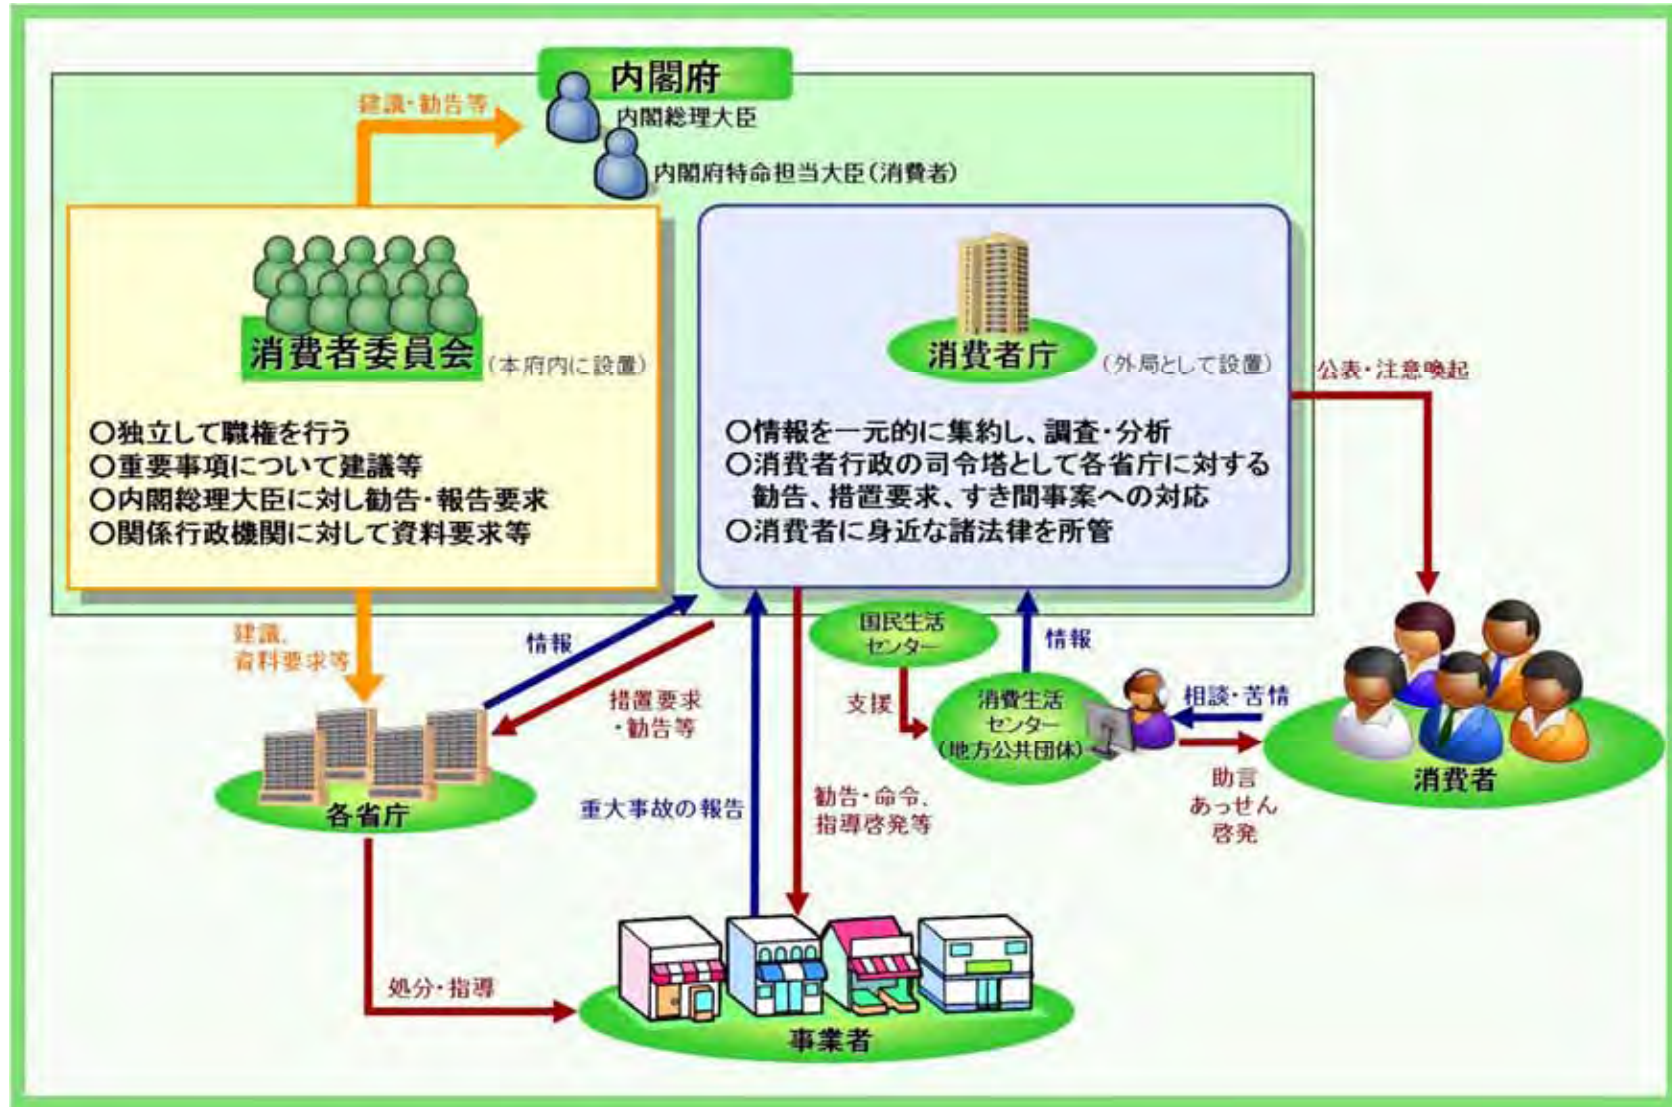 内閣府
建議・勧告等
内閣総理大臣
内閣府特命担当大臣(消費者)
消費者委員会
(本府内に設置)
○独立して職権を行う
○重要事項について建議等
○内閣総理大臣に対し勧告・報告要求
○関係行政機関に対して資料要求等
消費者庁
(外局として設置)
○情報を一元的に集約し、調査・分析
○消費者行政の司令塔として各省庁に対する
勧告、措置要求、すき間事案への対応
○消費者に身近な諸法律を所管
公表・注意喚起
建議、
資料要求等
情報
措置要求
・勧告等
国民生活
センター
支援
情報
消費生活
センター
(地方公共団体)
相談・苦情
助言
あっせん
啓発
消費者
各省庁
重大事故の報告
勧告・命令、
指導啓発等
処分・指導
事業者